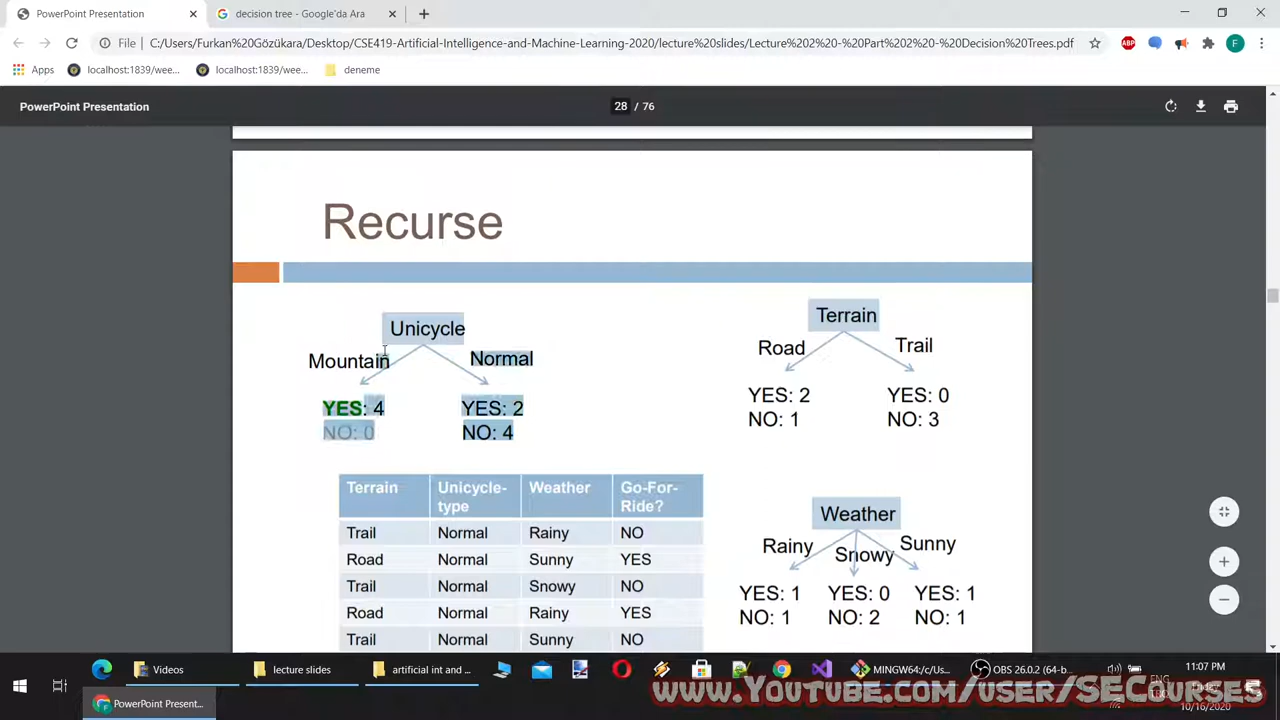 PowerPoint Presentation
decision tree - Google'da Ara
File
C:/Users/Furkan%20Gözükara/Desktop/CSE419-Artificial-Intelligence-and-Machine-Learning-2020/lecture%20slides/Lecture%202%20-%20Part%202%20-%20Decision%20Trees.pdf
ABP
F
Apps
localhost:1839/wee...
localhost:1839/wee...
deneme
PowerPoint Presentation
28 / 76
Recurse
Unicycle
Mountain
Normal
YES: 4
NO: 0
YES: 2
NO: 4
Terrain
Road
Trail
YES: 2
NO: 1
YES: 0
NO: 3
Terrain Unicycle-type Weather Go-For-Ride?
Trail Normal Rainy NO
Road Normal Sunny YES
Trail Normal Snowy NO
Road Normal Rainy YES
Trail Normal Sunny NO
Weather
Rainy
Snowy
Sunny
YES: 1
NO: 1
YES: 0
NO: 2
YES: 1
NO: 1
Videos
lecture slides
artificial int and ...
MINGW64:/c/Us...
OBS 26.0.2 (64-b...
ENG
11:07 PM
Friday
10/16/2020
PowerPoint Present...
www.YouTube.com/user/SECourses